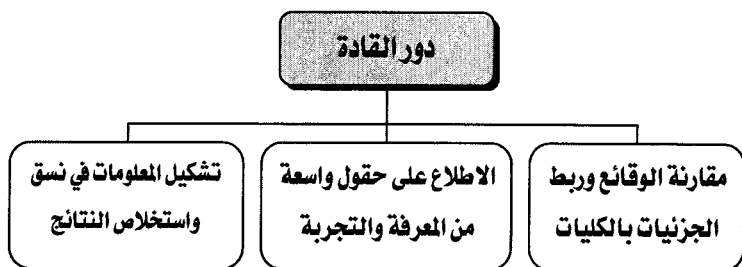 دور القادة
مقارنة الوقائع وربط
الجزئيات بالكليات
الاطلاع على حقول واسعة
من المعرفة والتجربة
تشكيل المعلومات في نسق
واستخلاص النتائج